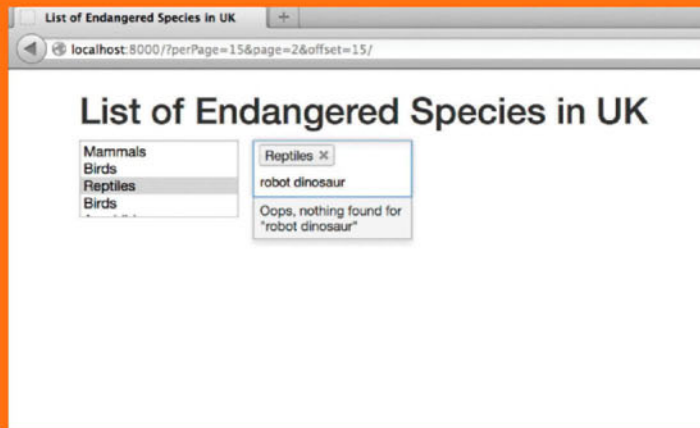 List of Endangered Species in UK
localhost:8000/?perPage=15&page=2&offset=15/
List of Endangered Species in UK
Mammals
Birds
Reptiles
Birds
Reptiles ×
robot dinosaur
Oops, nothing found for
"robot dinosaur"